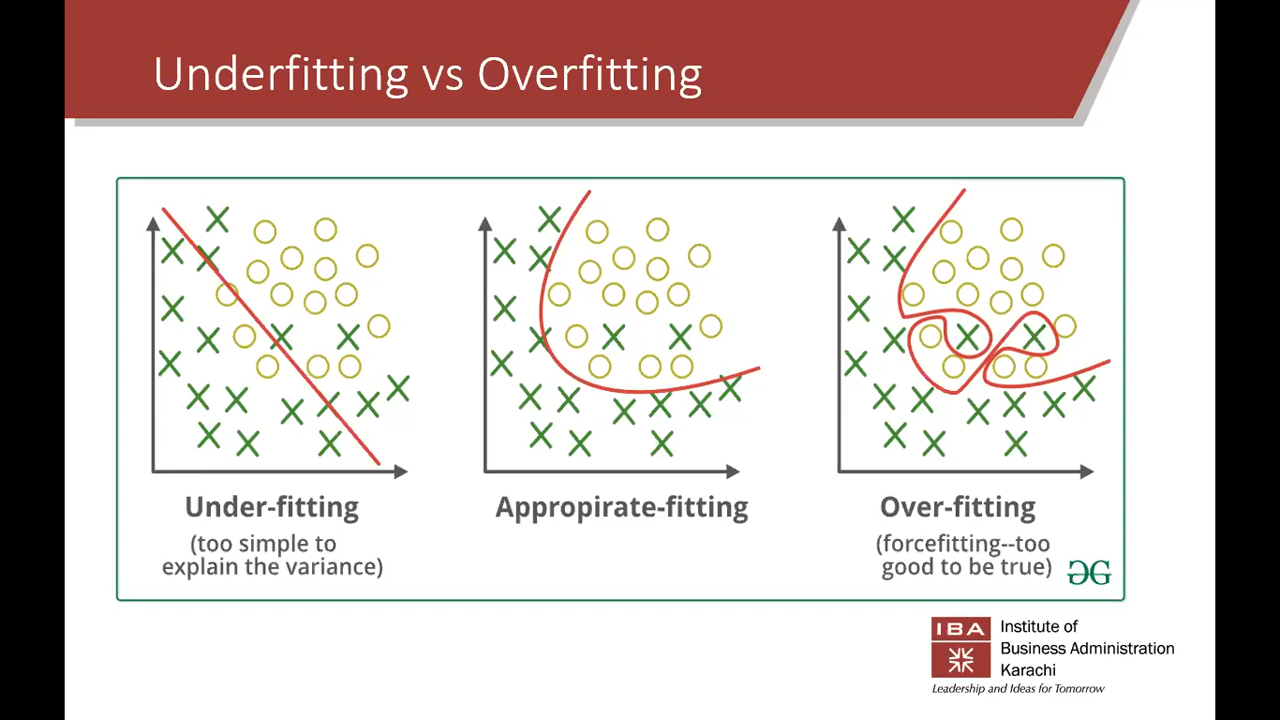 Underfitting vs Overfitting
Under-fitting
(too simple to
explain the variance)
Appropirate-fitting
Over-fitting
(forcefitting--too
good to be true)
IBA
Institute of
Business Administration
Karachi
Leadership and Ideas for Tomorrow